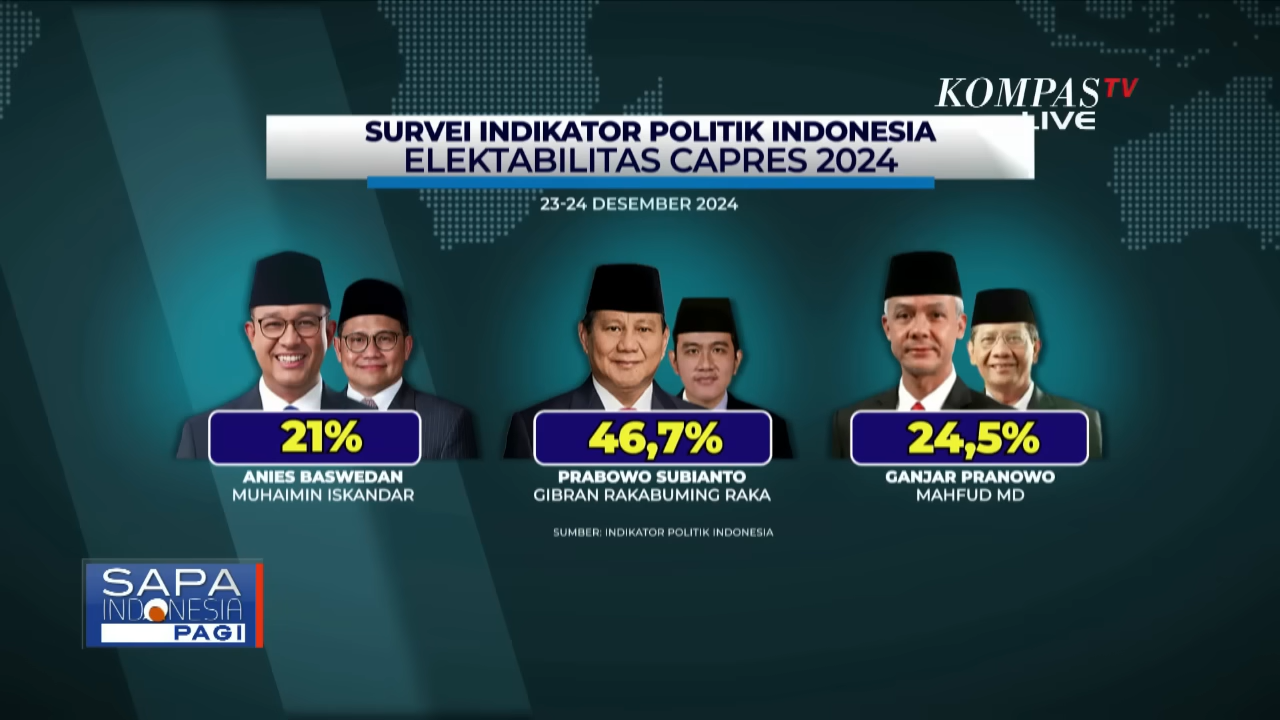 KOMPAS TV
LIVE
SURVEI INDIKATOR POLITIK INDONESIA
ELEKTABILITAS CAPRES 2024
23-24 DESEMBER 2024
21%
ANIES BASWEDAN
MUHAIMIN ISKANDAR
46,7%
PRABOWO SUBIANTO
GIBRAN RAKABUMING RAKA
24,5%
GANJAR PRANOWO
MAHFUD MD
SUMBER: INDIKATOR POLITIK INDONESIA
SAPA
INDONESIA
PAGI